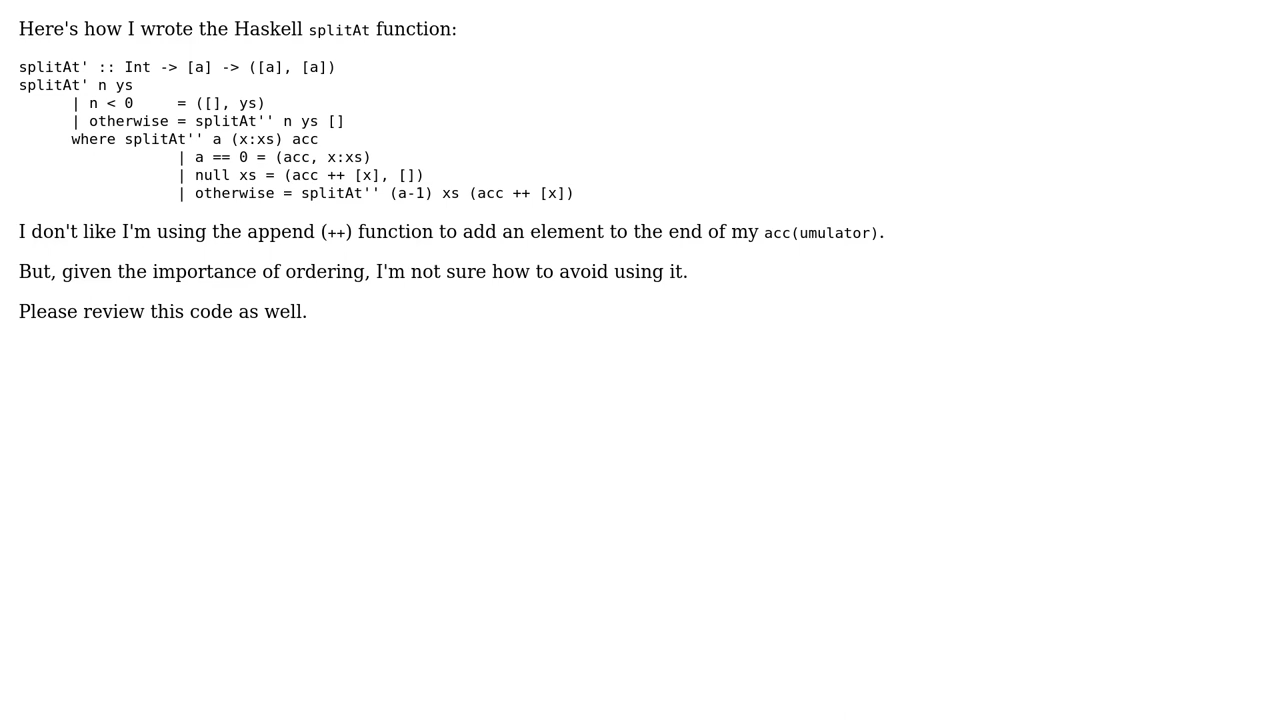 Here's how I wrote the Haskell splitAt function:
splitAt' :: Int -> [a] -> ([a], [a])
splitAt' n ys
      | n < 0     = ([], ys)
      | otherwise = splitAt'' n ys []
      where splitAt'' a (x:xs) acc
                  | a == 0 = (acc, x:xs)
                  | null xs = (acc ++ [x], [])
                  | otherwise = splitAt'' (a-1) xs (acc ++ [x])
I don't like I'm using the append (++) function to add an element to the end of my acc(umulator).
But, given the importance of ordering, I'm not sure how to avoid using it.
Please review this code as well.